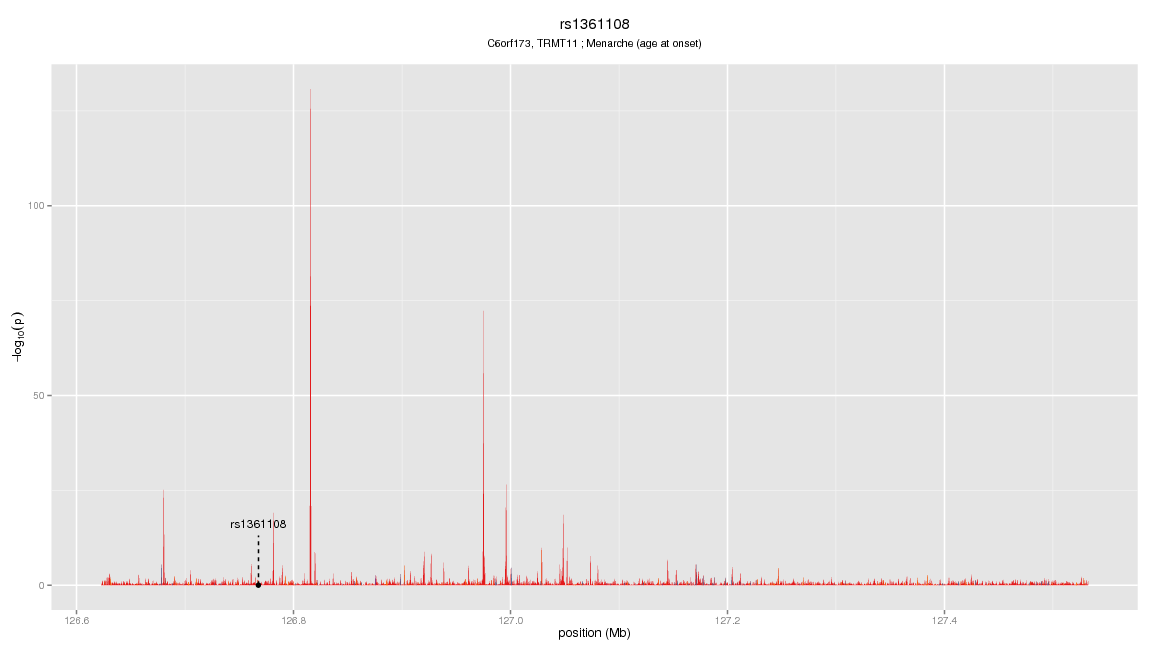 rs1361108
C6orf173, TRMT11 ; Menarche (age at onset)
−log10(p)
100
50
0
rs1361108
126.6 126.8 127.0 127.2 127.4
position (Mb)